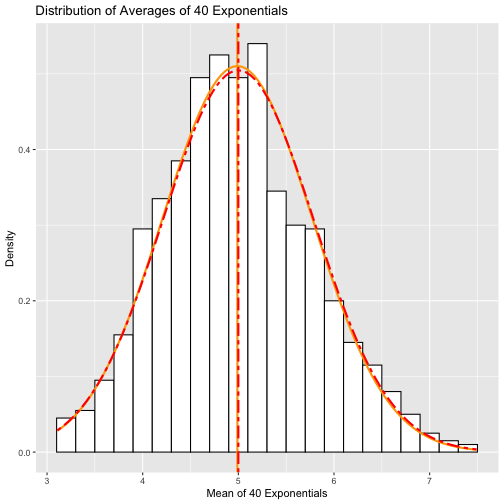 Distribution of Averages of 40 Exponentials
Density
0.4
0.2
0.0
3 4 5 6 7
Mean of 40 Exponentials